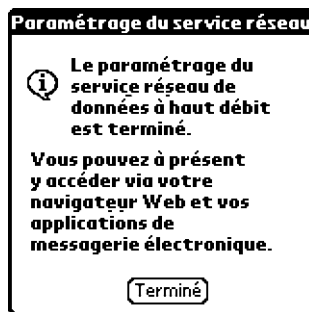 Paramétrage du service réseau
Le paramétrage du
service réseau de
données à haut débit
est terminé.
Vous pouvez à présent
y accéder via votre
navigateur Web et vos
applications de
messagerie électronique.
Terminé